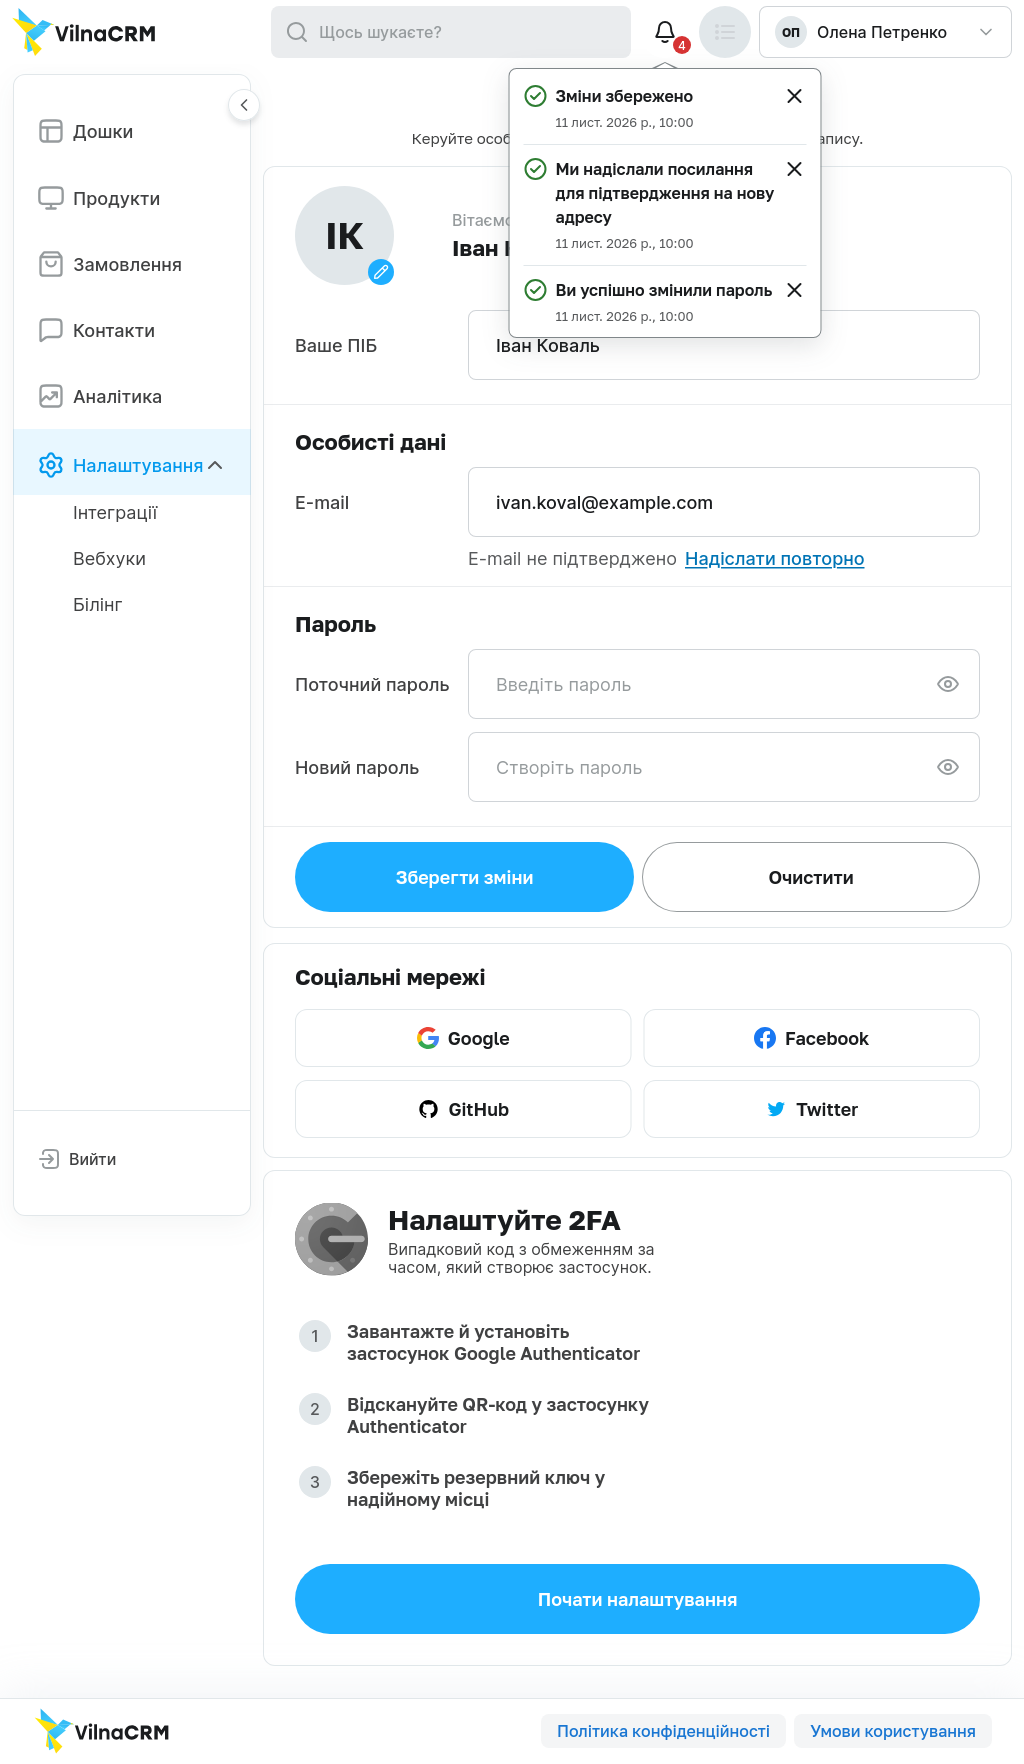 VilnaCRM
Щось шукаєте?
4
ОП
Олена Петренко
Дошки
Продукти
Замовлення
Контакти
Аналітика
Налаштування
Інтеграції
Вебхуки
Білінг
Вийти
Зміни збережено
11 лист. 2026 р., 10:00
Ми надіслали посилання
для підтвердження на нову
адресу
11 лист. 2026 р., 10:00
Ви успішно змінили пароль
11 лист. 2026 р., 10:00
Керуйте
ІК
Іван
Ваше ПІБ
Іван Коваль
Особисті дані
E-mail
ivan.koval@example.com
E-mail не підтверджено Надіслати повторно
Пароль
Поточний пароль
Введіть пароль
Новий пароль
Створіть пароль
Зберегти зміни
Очистити
Соціальні мережі
Google
Facebook
GitHub
Twitter
Налаштуйте 2FA
Випадковий код з обмеженням за
часом, який створює застосунок.
1
Завантажте й установіть
застосунок Google Authenticator
2
Відскануйте QR-код у застосунку
Authenticator
3
Збережіть резервний ключ у
надійному місці
Почати налаштування
VilnaCRM
Політика конфіденційності
Умови користування